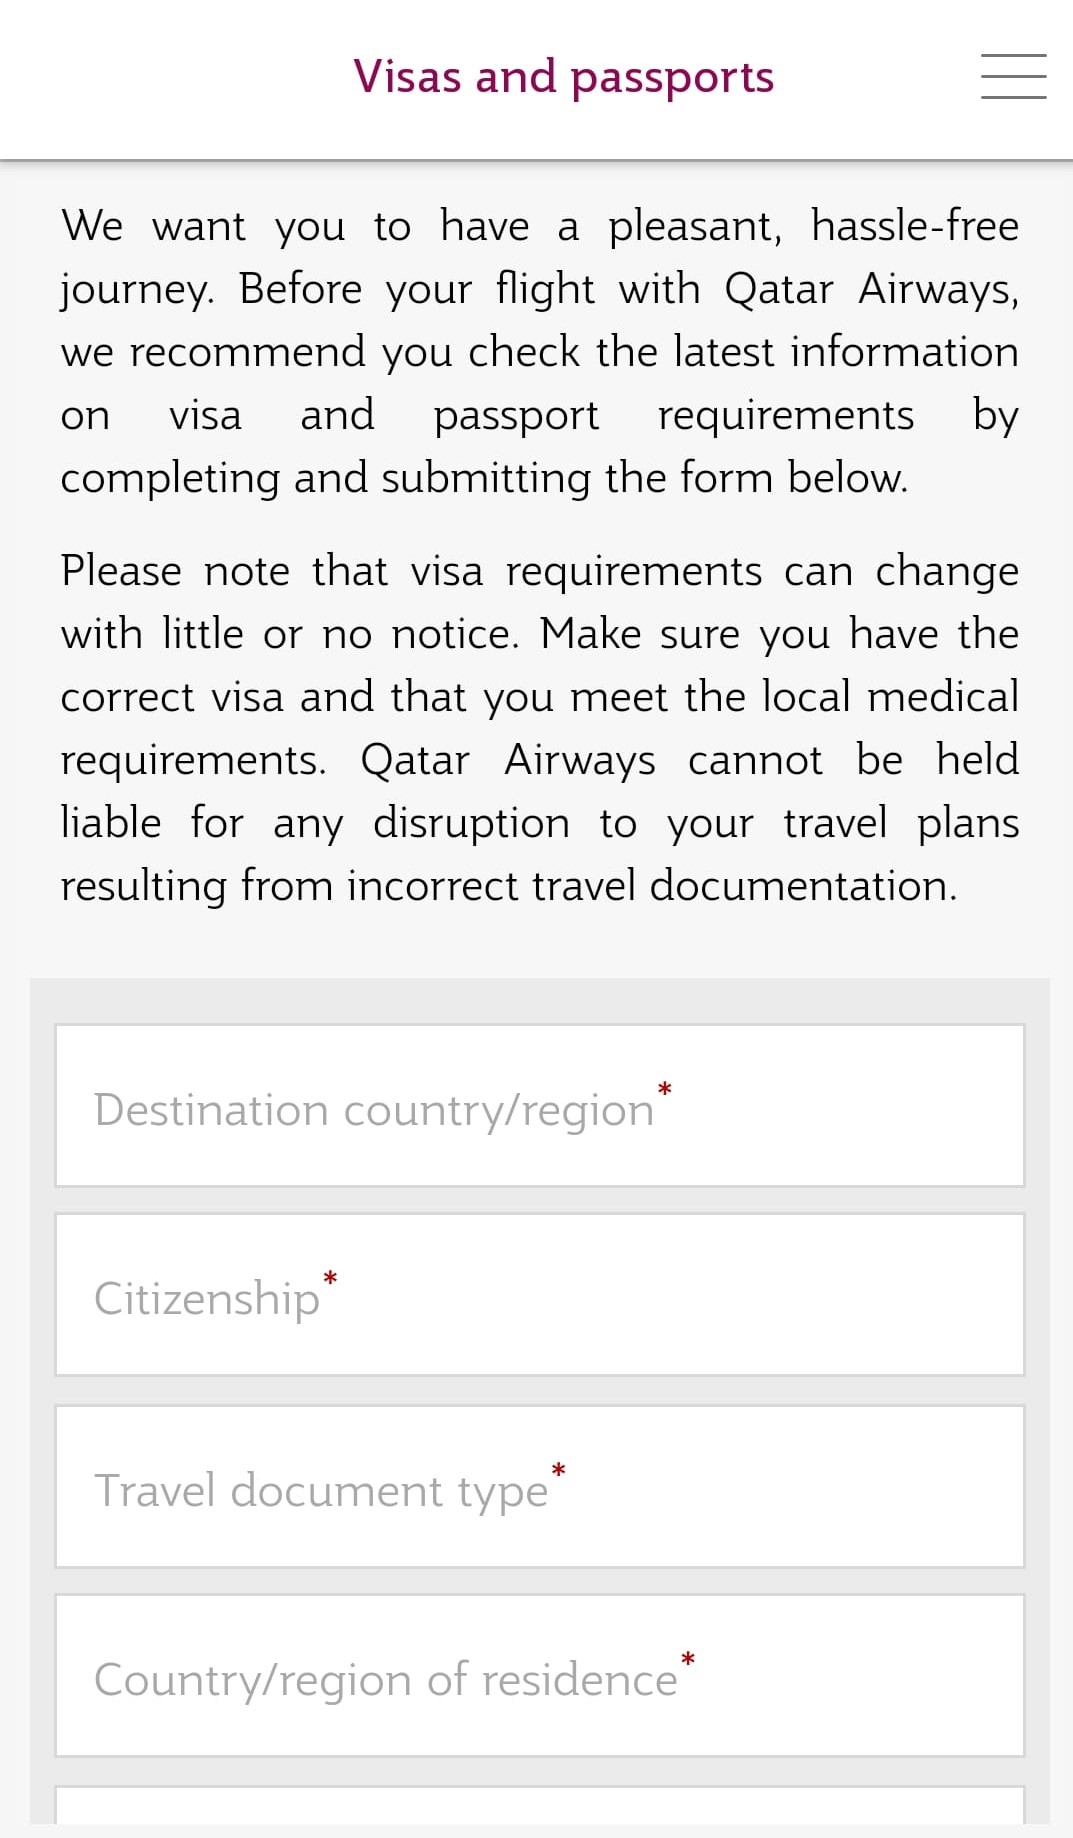 Visas and passports
We want you to have a pleasant, hassle-free
journey. Before your flight with Qatar Airways,
we recommend you check the latest information
on visa and passport requirements by
completing and submitting the form below.
Please note that visa requirements can change
with little or no notice. Make sure you have the
correct visa and that you meet the local medical
requirements. Qatar Airways cannot be held
liable for any disruption to your travel plans
resulting from incorrect travel documentation.
Destination country/region*
Citizenship*
Travel document type*
Country/region of residence*